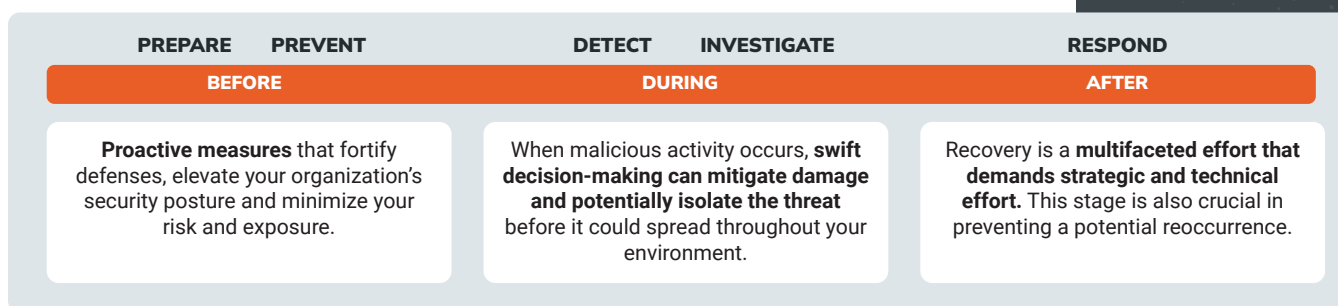 PREPARE PREVENT
DETECT INVESTIGATE
RESPOND
BEFORE
DURING
AFTER
Proactive measures that fortify
defenses, elevate your organization's
security posture and minimize your
risk and exposure.
When malicious activity occurs, swift
decision-making can mitigate damage
and potentially isolate the threat
before it could spread throughout your
environment.
Recovery is a multifaceted effort that
demands strategic and technical
effort. This stage is also crucial in
preventing a potential reoccurrence.